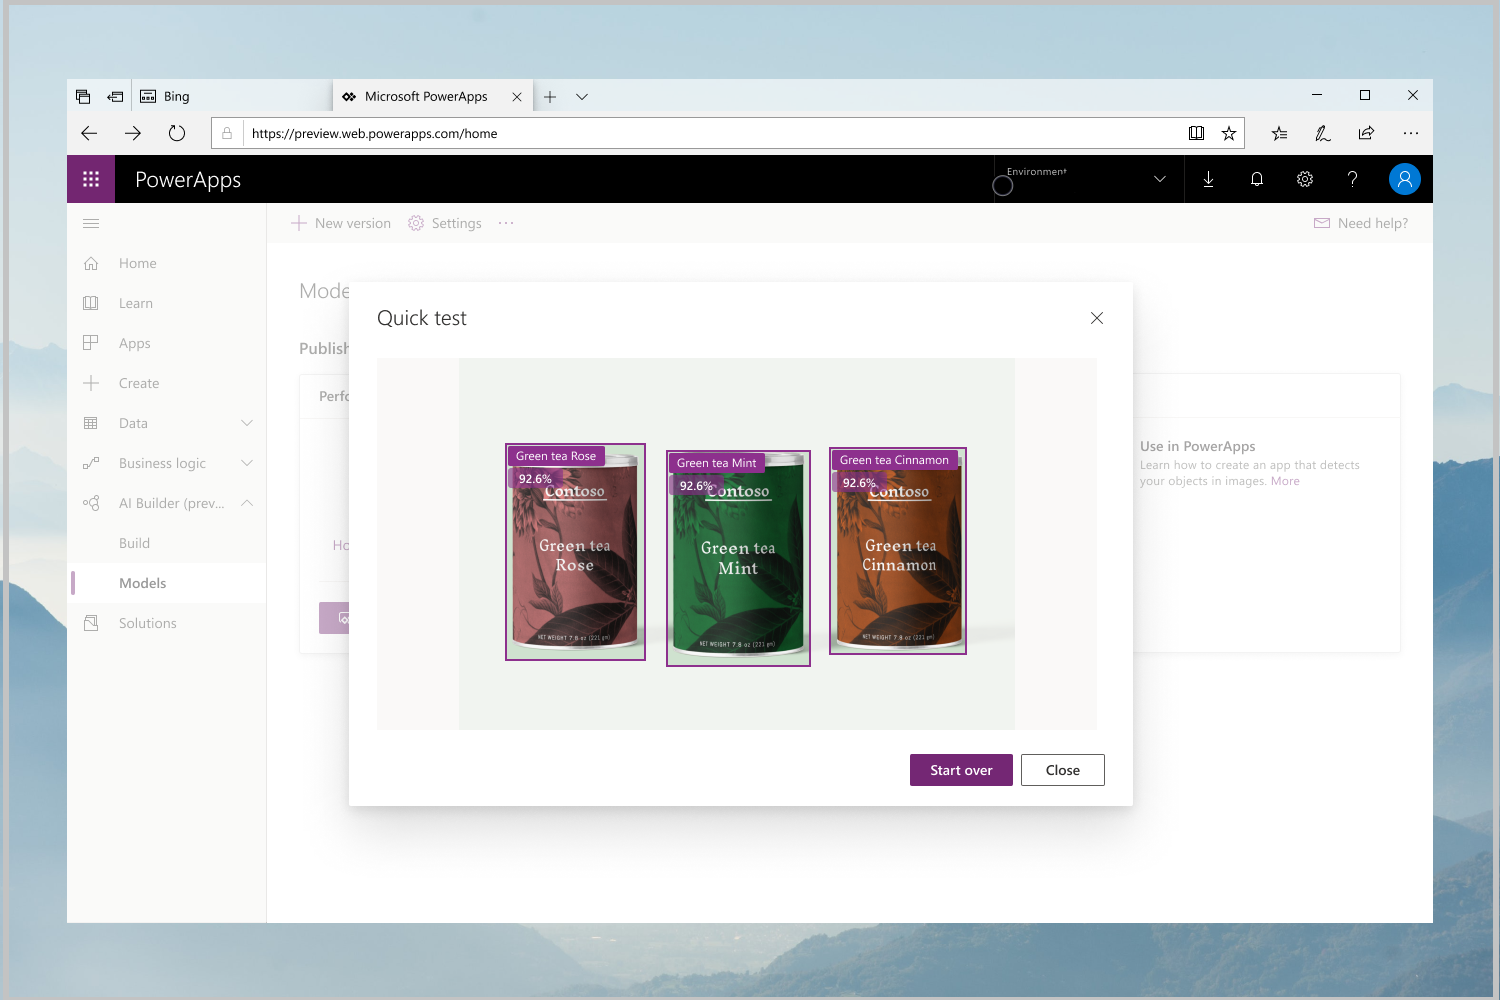 Bing
Microsoft PowerApps
https://preview.web.powerapps.com/home
PowerApps
Environment
New version
Settings
Need help?
Home
Learn
Apps
Create
Data
Business logic
AI Builder (prev...
Build
Models
Solutions
Mode
Publish
Perfo
Ho
Quick test
Green tea Rose
92.6%
Contoso
Green tea
Rose
NET WEIGHT 7.8 oz (221 gm)
Green tea Mint
92.6%
Contoso
Green tea
Mint
NET WEIGHT 7.8 oz (221 gm)
Green tea Cinnamon
92.6%
Contoso
Green tea
Cinnamon
NET WEIGHT 7.8 oz (221 gm)
Start over
Close
Use in PowerApps
Learn how to create an app that detects
your objects in images. More